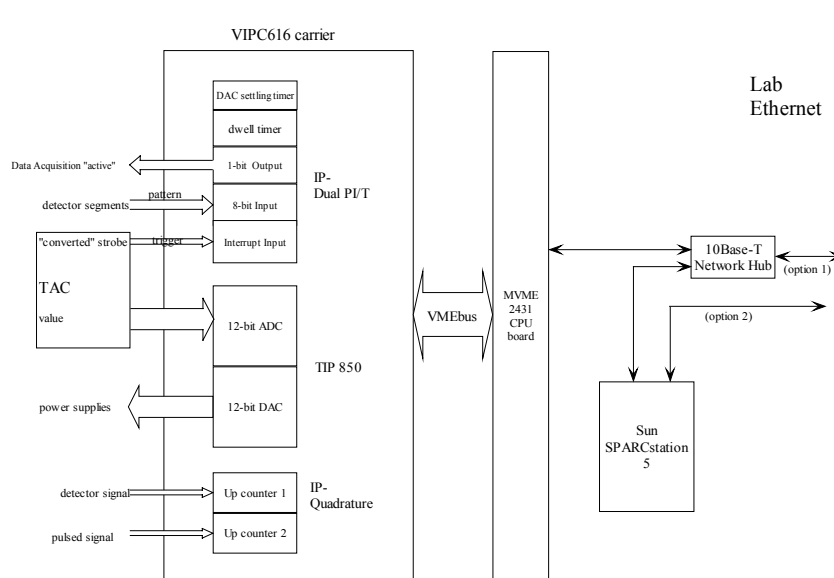 VIPC616 carrier
Lab
Ethernet
DAC settling timer
dwell timer
Data Acquisition "active"
1-bit Output
IP-
Dual PI/T
pattern
detector segments
8-bit Input
"converted" strobe
trigger
Interrupt Input
10Base-T
Network Hub
(option 1)
TAC
value
12-bit ADC
VMEbus
MVME
2431
CPU
board
(option 2)
TIP 850
power supplies
12-bit DAC
Sun
SPARCstation
5
detector signal
Up counter 1
IP-
Quadrature
pulsed signal
Up counter 2